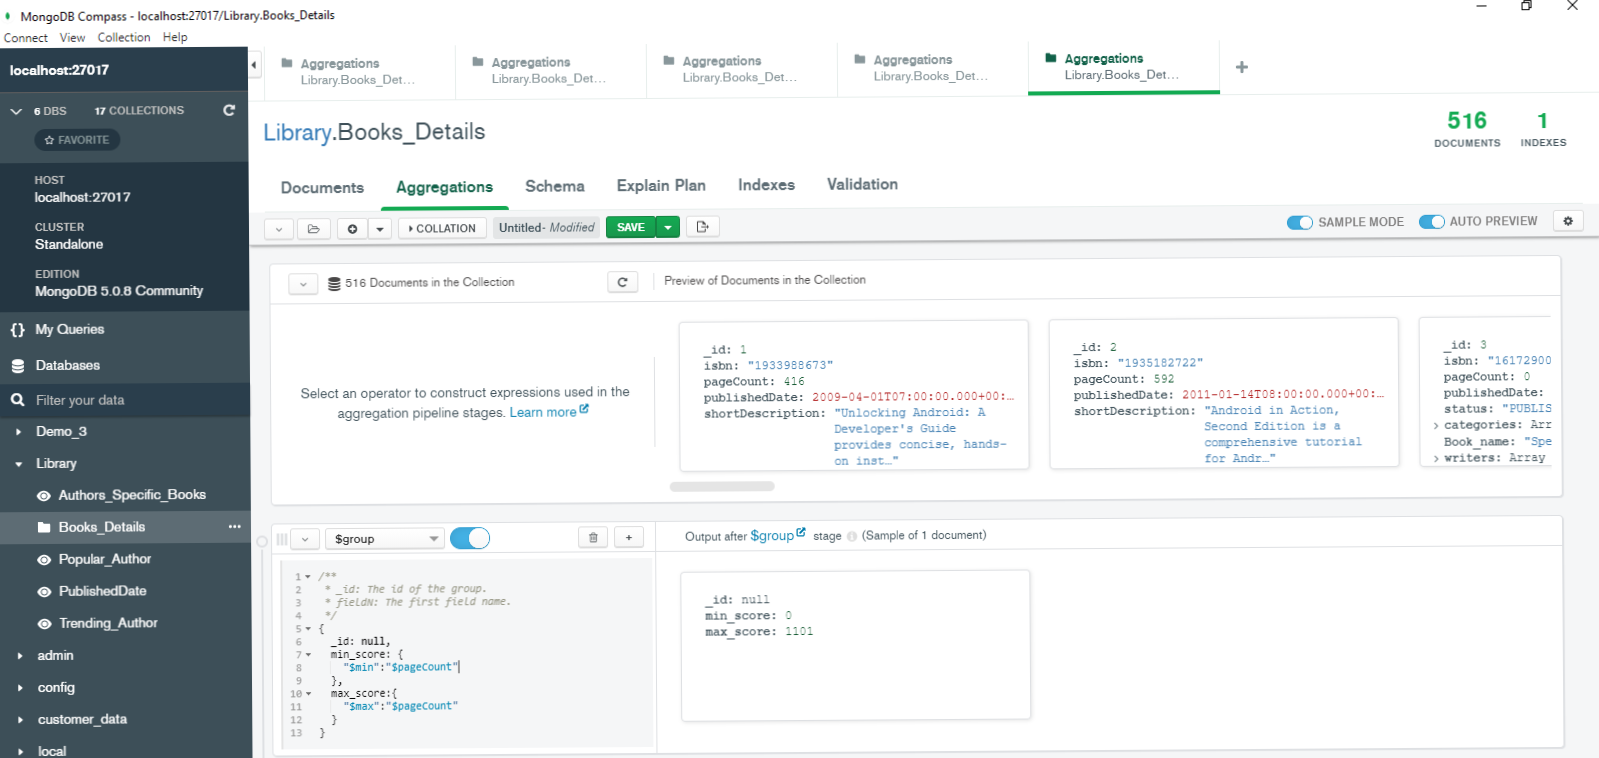 MongoDB Compass - localhost:27017/Library.Books_Details
Connect View Collection Help
localhost:27017
6 DBS 17 COLLECTIONS
FAVORITE
HOST
localhost:27017
CLUSTER
Standalone
EDITION
MongoDB 5.0.8 Community
{} My Queries
Databases
Filter your data
Demo_3
Library
Authors_Specific_Books
Books_Details ...
Popular_Author
PublishedDate
Trending_Author
admin
config
customer_data
local
Aggregations
Library.Books_Det...
Aggregations
Library.Books_Det...
Aggregations
Library.Books_Det...
Aggregations
Library.Books_Det...
Aggregations
Library.Books_Det...
+
Library.Books_Details
516
DOCUMENTS
1
INDEXES
Documents Aggregations Schema Explain Plan Indexes Validation
COLLATION Untitled- Modified SAVE SAMPLE MODE AUTO PREVIEW
516 Documents in the Collection Preview of Documents in the Collection
Select an operator to construct expressions used in the
aggregation pipeline stages. Learn more
_id: 1
isbn: "1933988673"
pageCount: 416
publishedDate: 2009-04-01T07:00:00.000+00:...
shortDescription: "Unlocking Android: A
Developer's Guide
provides concise, hands-
on inst…"
_id: 2
isbn: "1935182722"
pageCount: 592
publishedDate: 2011-01-14T08:00:00.000+00:...
shortDescription: "Android in Action,
Second Edition is a
comprehensive tutorial
for Andr…"
_id: 3
isbn: "16172900
pageCount: 0
publishedDate:
status: "PUBLIS
> categories: Arr
Book_name: "Spe
> writers: Array
$group
+
Output after $group stage (Sample of 1 document)
1 /**
2 * _id: The id of the group.
3 * fieldN: The first field name.
4 */
5 {
6 _id: null,
7 min_score: {
8 "$min":"$pageCount"
9 },
10 max_score:{
11 "$max":"$pageCount"
12 }
13 }
_id: null
min_score: 0
max_score: 1101